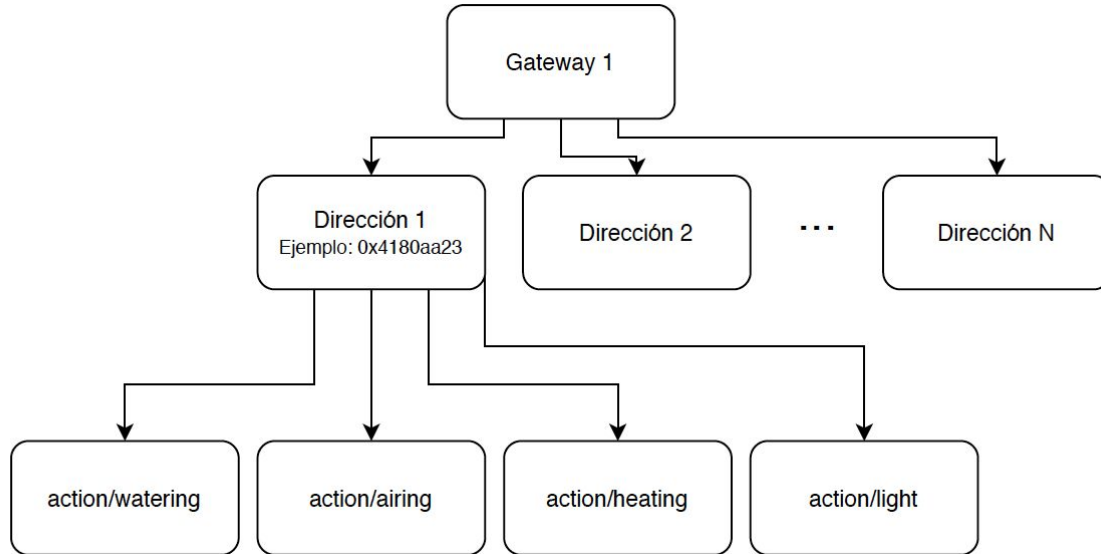 Gateway 1
Dirección 1
Ejemplo: 0x4180aa23
Dirección 2
...
Dirección N
action/watering
action/airing
action/heating
action/light